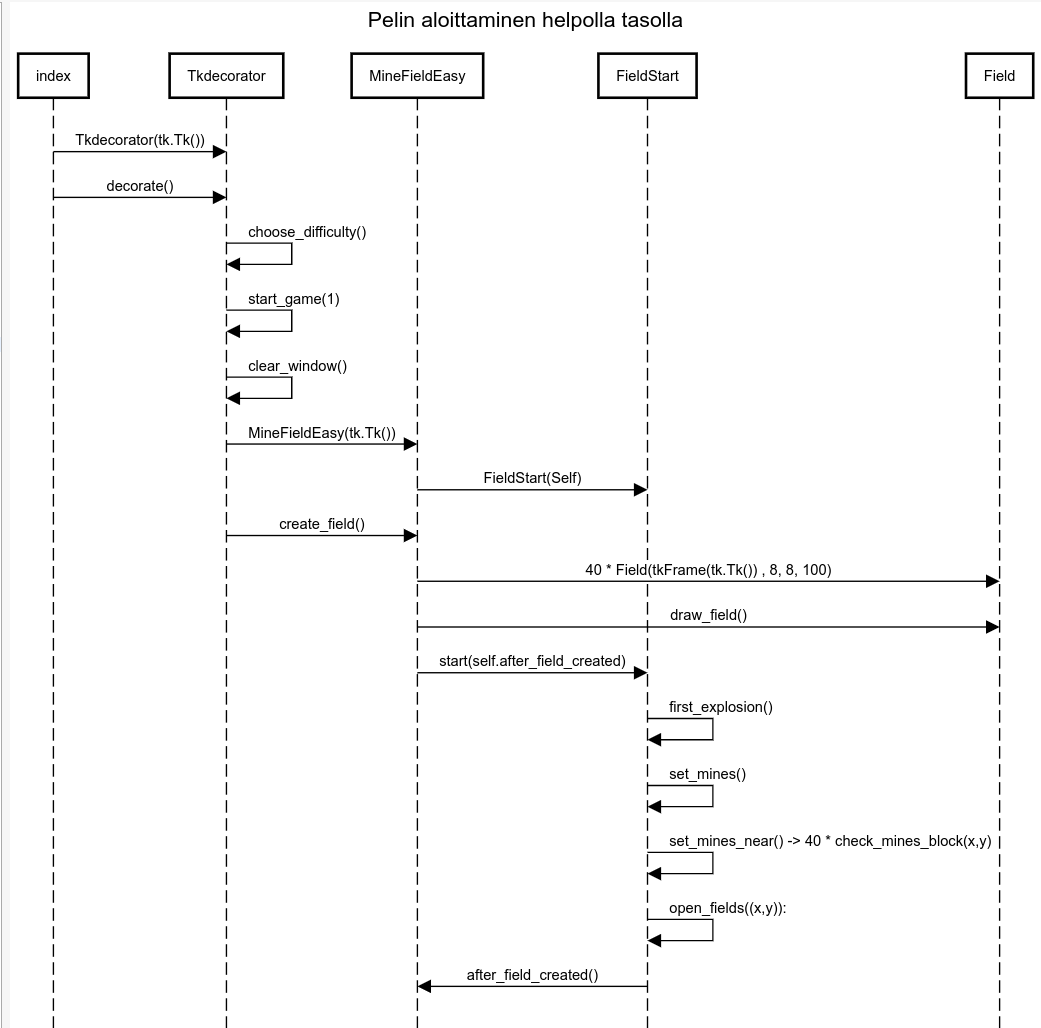 Pelin aloittaminen helpolla tasolla
index
Tkdecorator
MineFieldEasy
FieldStart
Field
Tkdecorator(tk.Tk())
decorate()
choose_difficulty()
start_game(1)
clear_window()
MineFieldEasy(tk.Tk())
FieldStart(Self)
create_field()
40 * Field(tkFrame(tk.Tk()) , 8, 8, 100)
draw_field()
start(self.after_field_created)
first_explosion()
set_mines()
set_mines_near() -> 40 * check_mines_block(x,y)
open_fields((x,y)):
after_field_created()